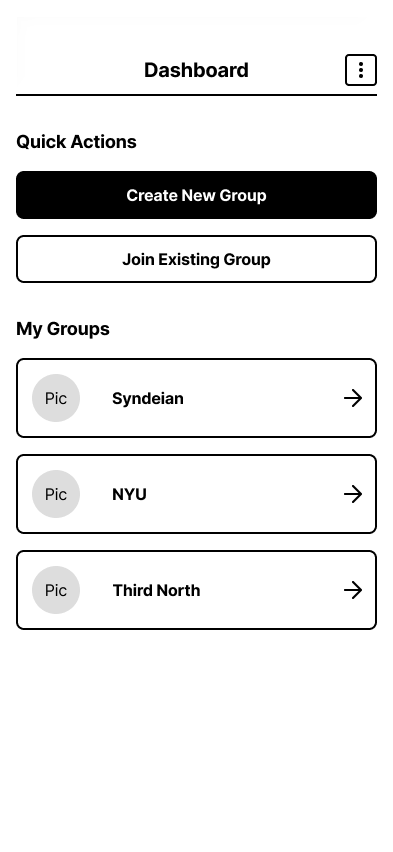 Dashboard
Quick Actions
Create New Group
Join Existing Group
My Groups
Pic Syndeian
Pic NYU
Pic Third North